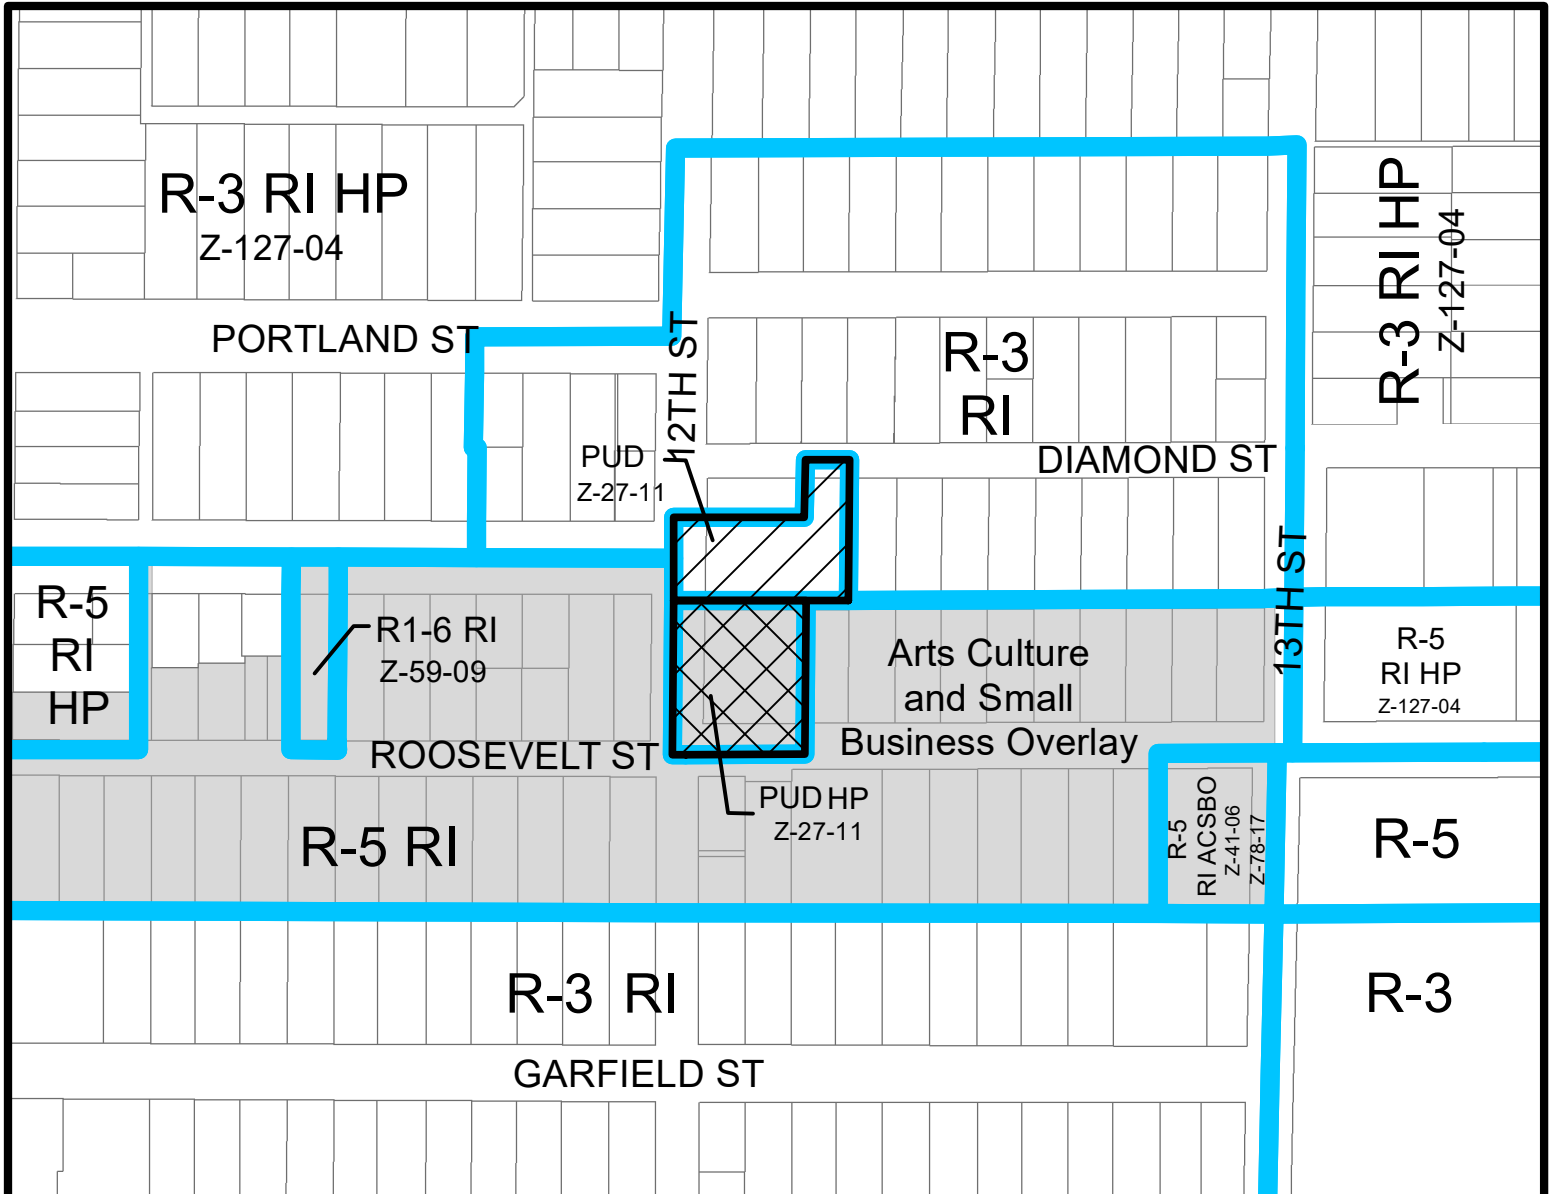 R-3 RI HP
Z-127-04
R-3 RI HP
Z-127-04
PORTLAND ST
12TH ST
R-3
RI
PUD
Z-27-11
DIAMOND ST
13TH ST
R-5
RI
HP
R1-6 RI
Z-59-09
Arts Culture
and Small
Business Overlay
R-5
RI HP
Z-127-04
ROOSEVELT ST
PUD HP
Z-27-11
R-5 RI
R-5
RI ACSBO
Z-41-06
Z-78-17
R-5
R-3 RI
R-3
GARFIELD ST